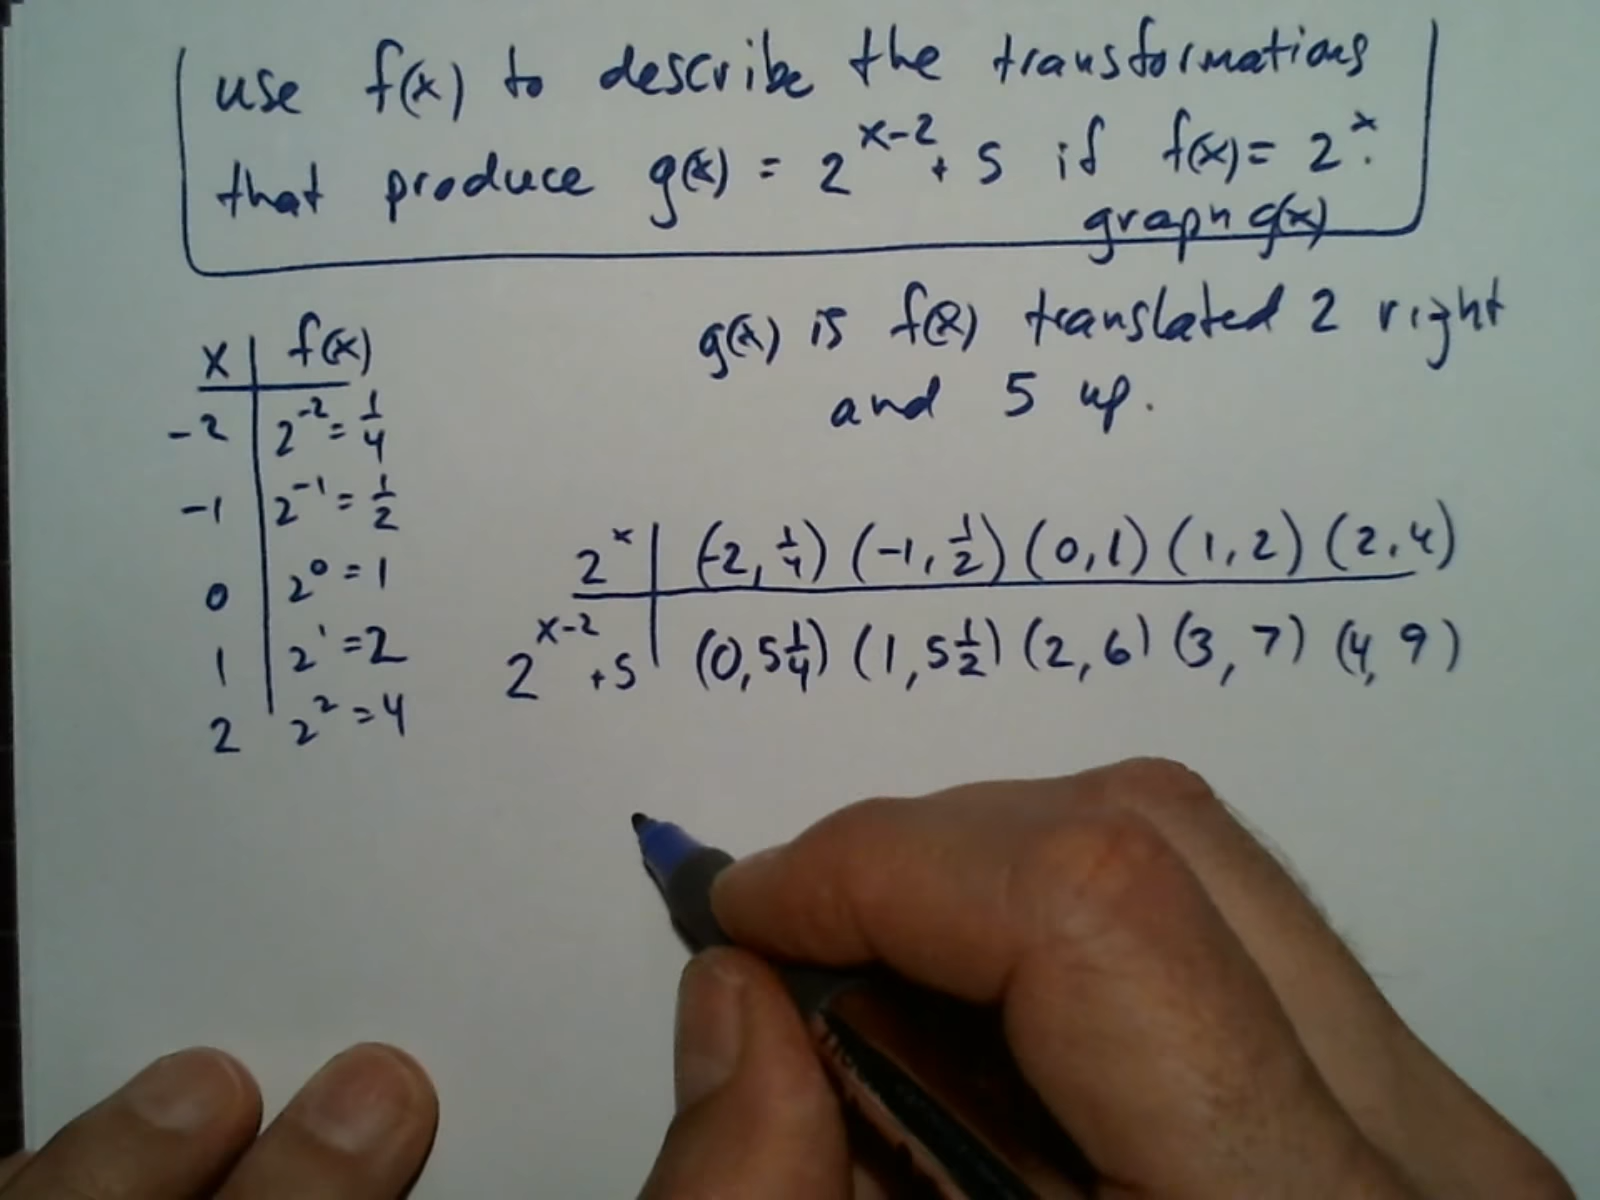 use f(x) to describe the transformations
that produce g(x) = 2^{x-2} + 5 if f(x) = 2^x.
graph g(x)
g(x) is f(x) translated 2 right
and 5 up.
x | f(x)
-2 | 2^{-2} = 1/4
-1 | 2^{-1} = 1/2
0 | 2^0 = 1
1 | 2^1 = 2
2 | 2^2 = 4
2^x | (-2, 1/4) (-1, 1/2) (0, 1) (1, 2) (2, 4)
2^{x-2} + 5 | (0, 5 1/4) (1, 5 1/2) (2, 6) (3, 7) (4, 9)